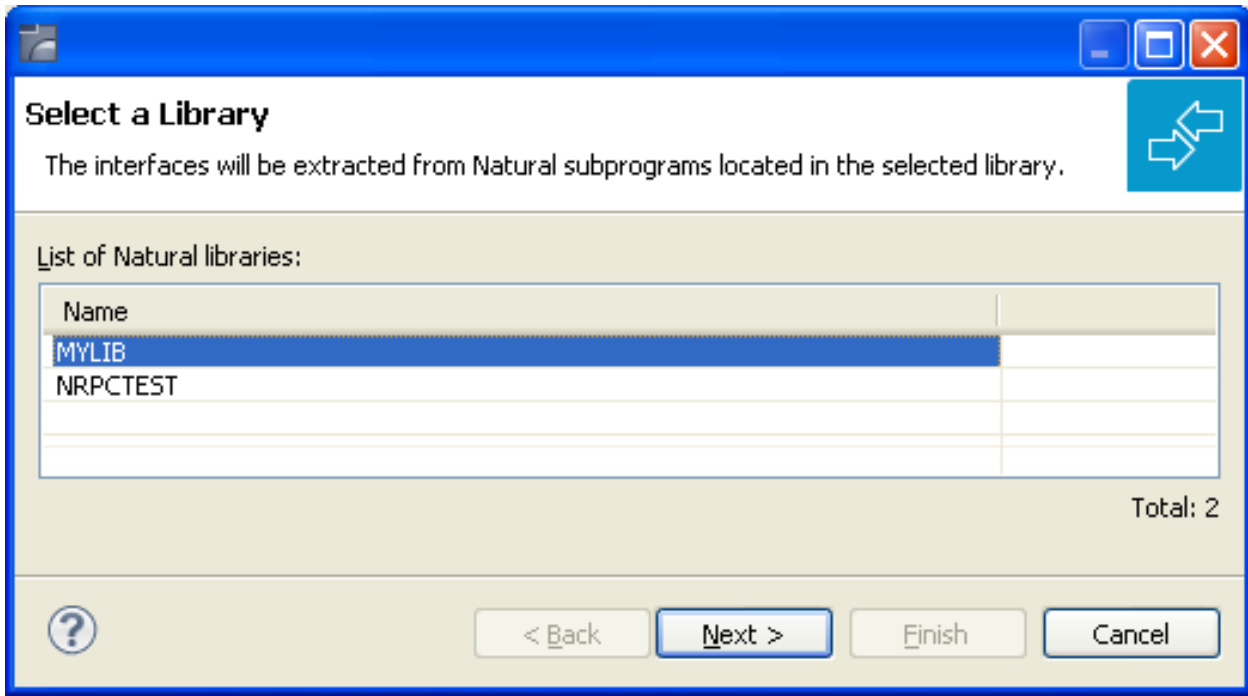 Select a Library
The interfaces will be extracted from Natural subprograms located in the selected library.
List of Natural libraries:
Name
MYLIB
NRPCTEST
Total: 2
?
< Back Next > Finish Cancel